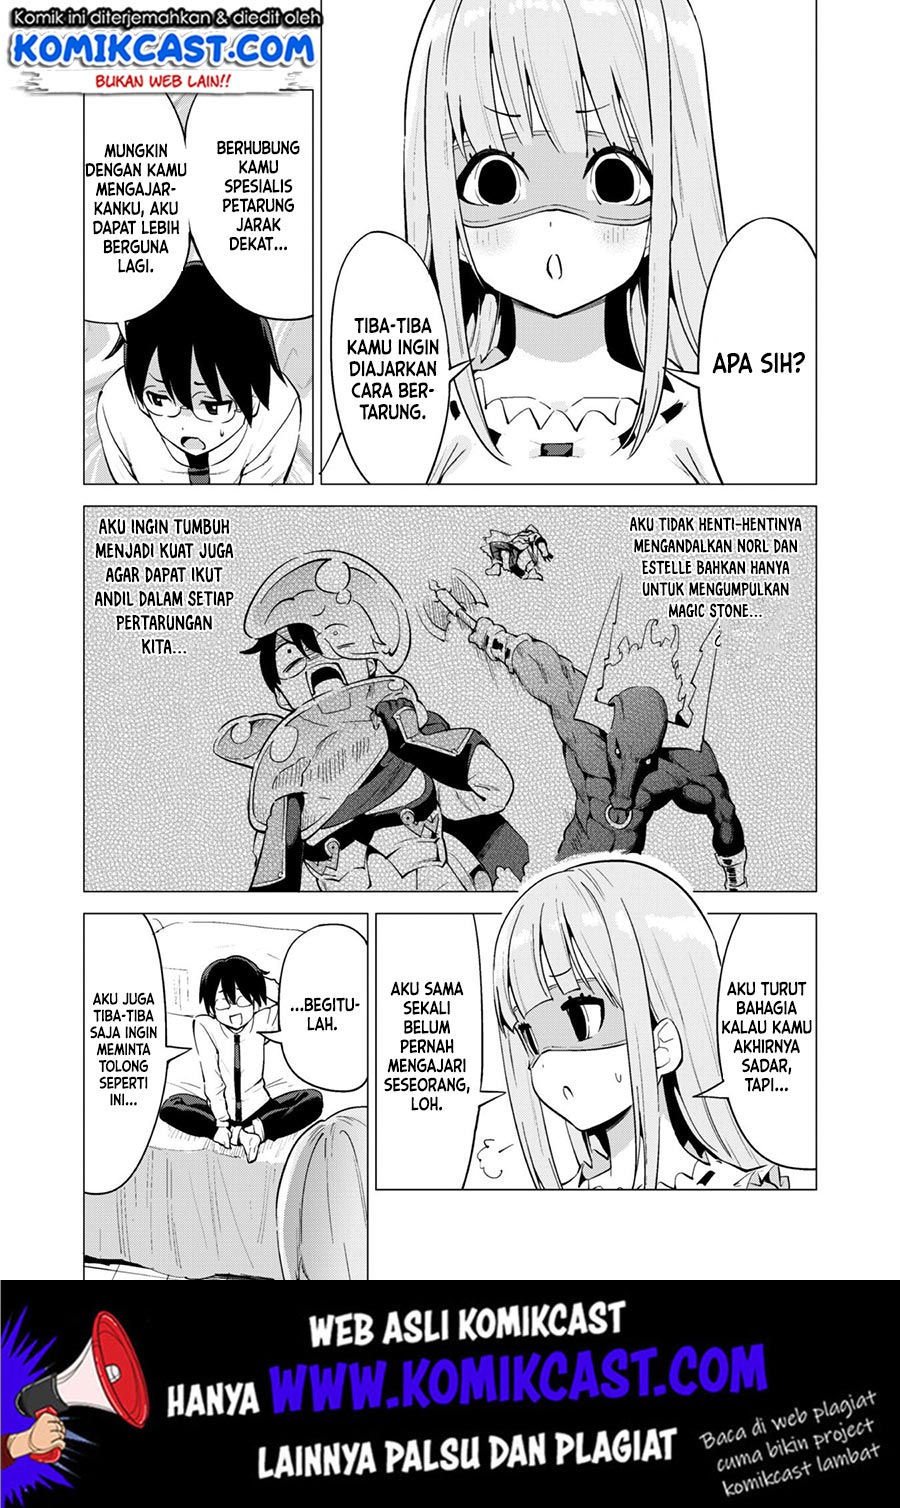 Komik ini diterjemahkan & diedit oleh
KOMIKCAST.COM
BUKAN WEB LAIN!!
APA SIH?
TIBA-TIBA
KAMU INGIN
DIAJARKAN
CARA BER-
TARUNG.
BERHUBUNG
KAMU
SPESIALIS
PETARUNG
JARAK
DEKAT...
MUNGKIN
DENGAN KAMU
MENGAJAR-
KANKU, AKU
DAPAT LEBIH
BERGUNA
LAGI.
AKU TIDAK HENTI-HENTINYA
MENGANDALKAN NORL DAN
ESTELLE BAHKAN HANYA
UNTUK MENGUMPULKAN
MAGIC STONE...
AKU INGIN TUMBUH
MENJADI KUAT JUGA
AGAR DAPAT IKUT
ANDIL DALAM SETIAP
PERTARUNGAN
KITA...
AKU TURUT
BAHAGIA
KALAU KAMU
AKHIRNYA
SADAR,
TAPI...
AKU SAMA
SEKALI
BELUM
PERNAH
MENGAJARI
SESEORANG,
LOH.
...BEGITU-
LAH.
AKU JUGA
TIBA-TIBA
SAJA INGIN
MEMINTA
TOLONG
SEPERTI
INI...
WEB ASLI KOMIKCAST
HANYA WWW.KOMIKCAST.COM
LAINNYA PALSU DAN PLAGIAT
Baca di web plagiat
cuma bikin project
komikcast lambat